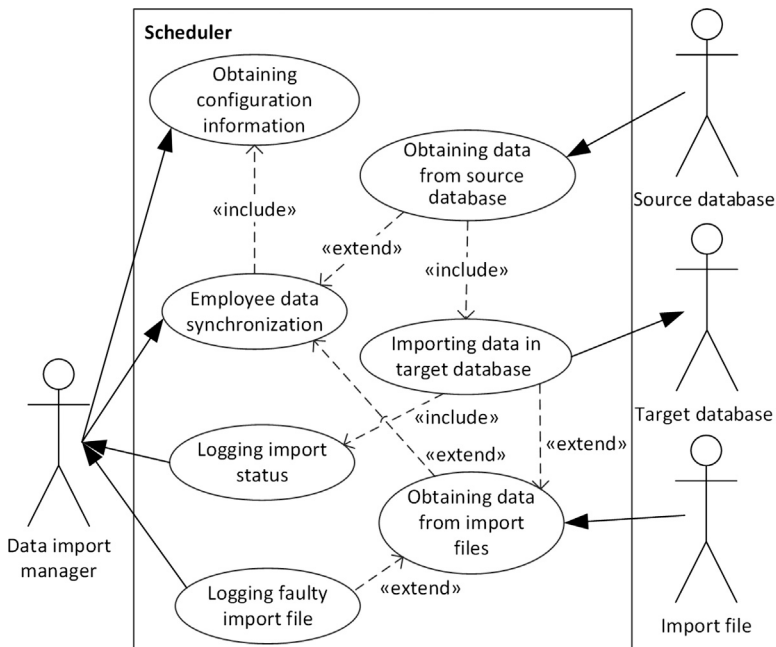 Scheduler
Obtaining
configuration
information
Obtaining data
from source
database
Source database
«include»
«extend»
«include»
Employee data
synchronization
Importing data in
target database
Target database
«include»
«extend»
«extend»
Logging import
status
Obtaining data
from import
files
Data import
manager
«extend»
Logging faulty
import file
Import file